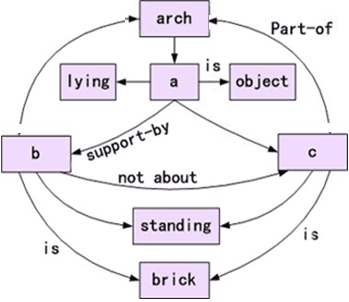 arch
Part-of
is
lying
a
object
support-by
b
c
not about
standing
is
is
brick